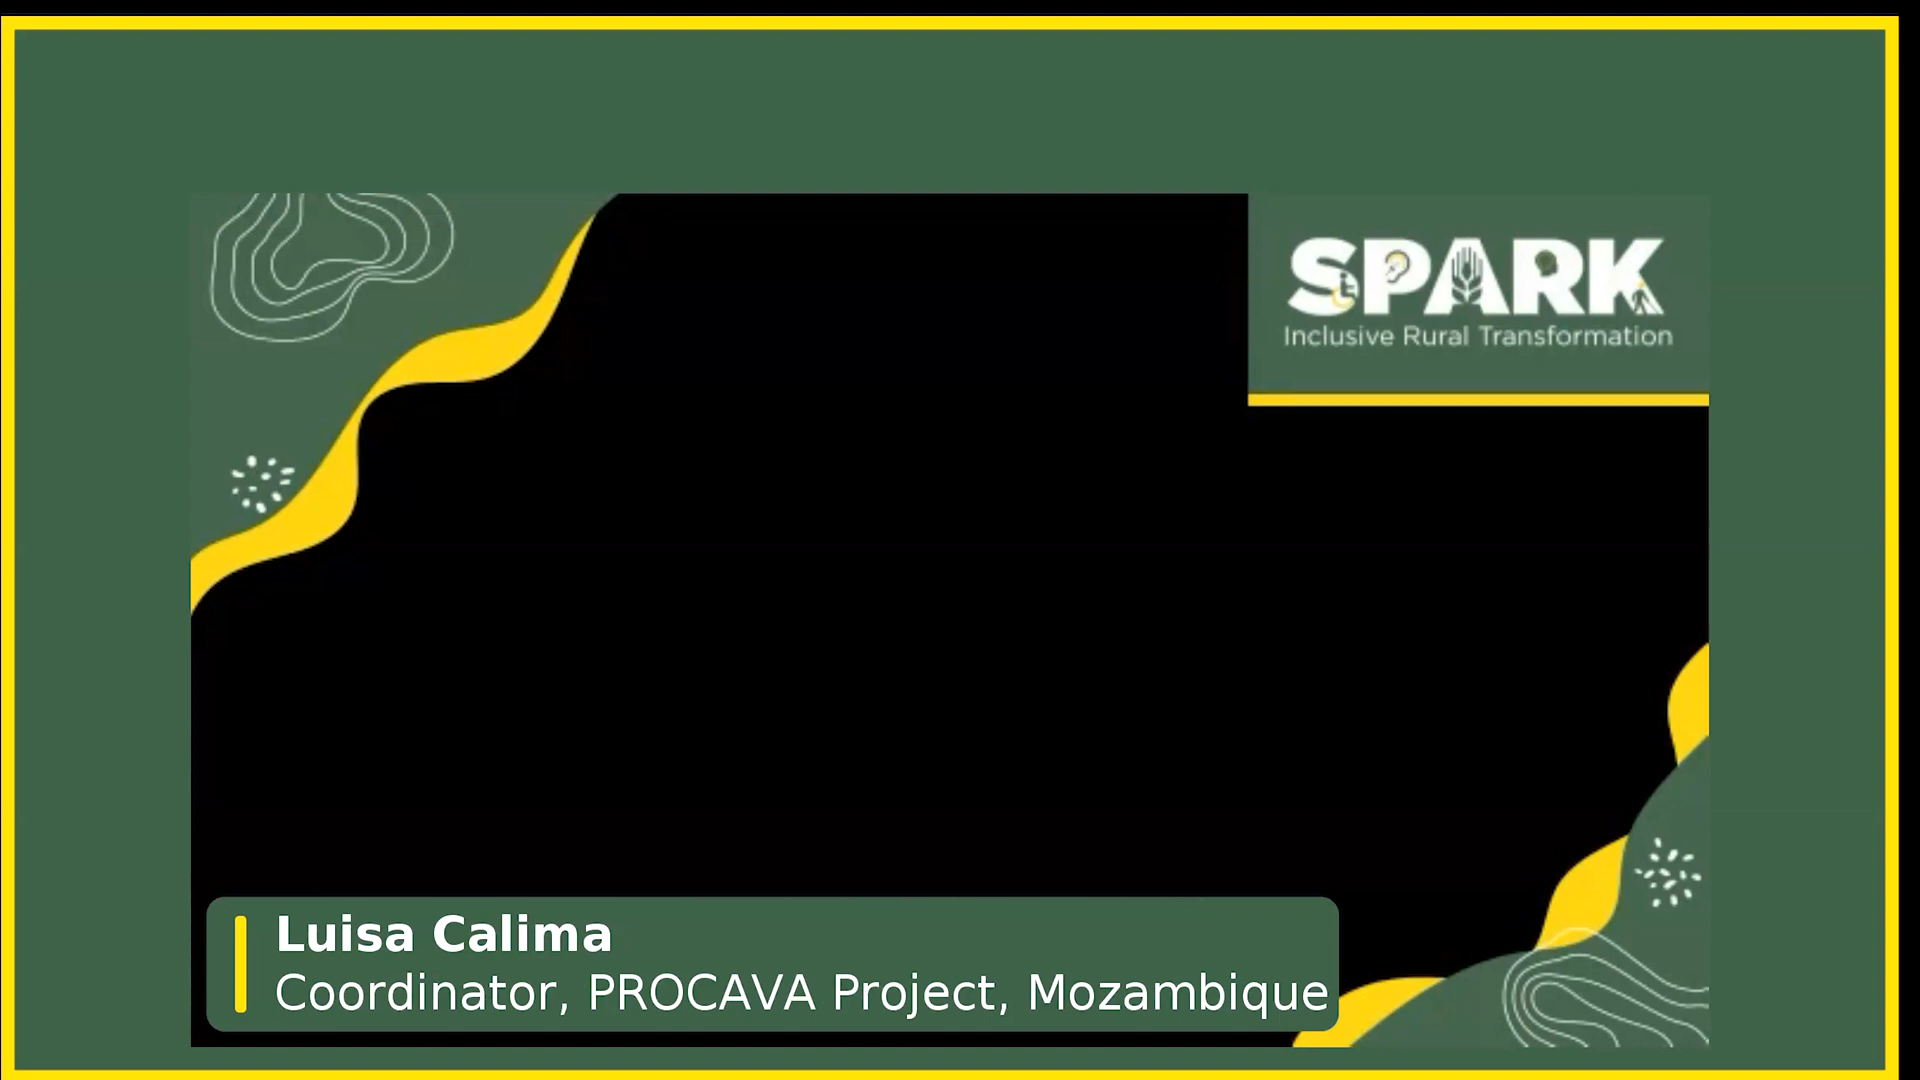 SPARK
Inclusive Rural Transformation
Luisa Calima
Coordinator, PROCAVA Project, Mozambique